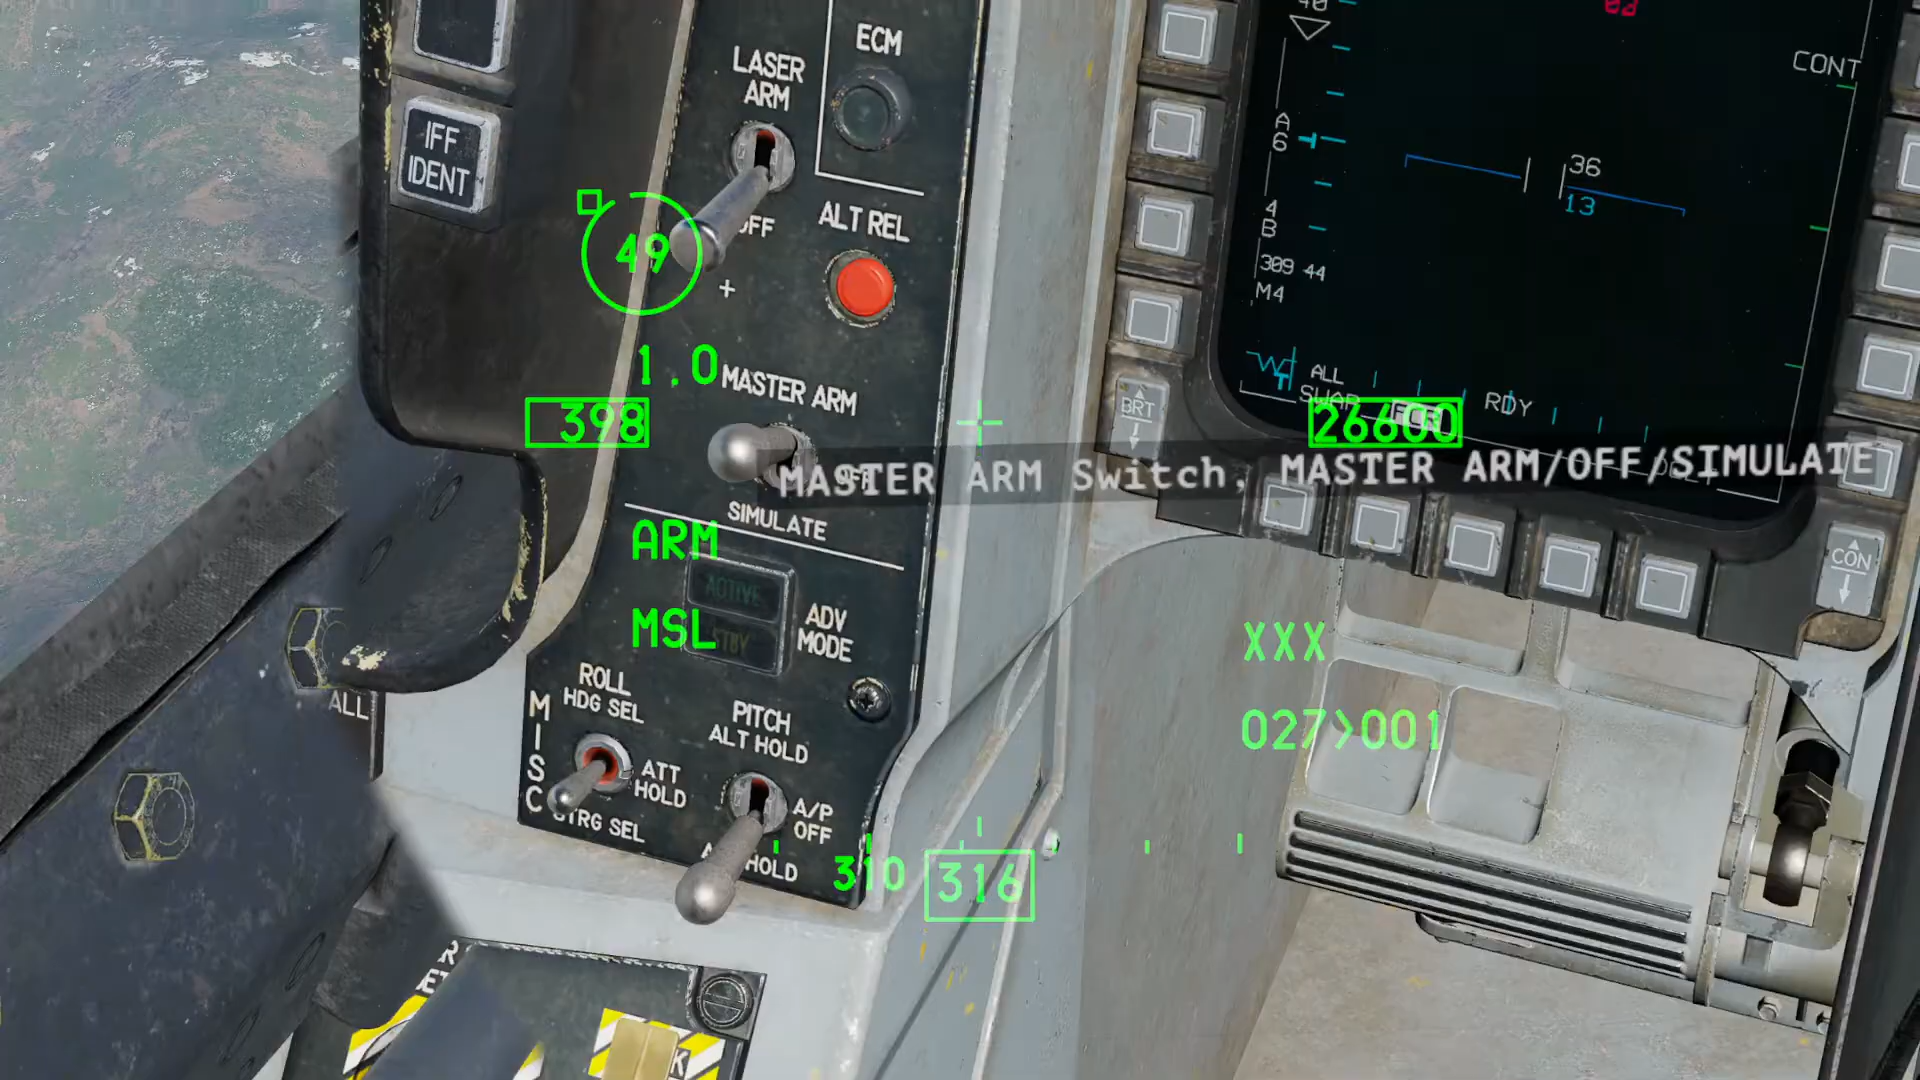 ECM
LASER
ARM
IFF
IDENT
ALT REL
49
+
1.0
MASTER ARM
398
MASTER ARM Switch, MASTER ARM/OFF/SIMULATE
SIMULATE
ARM
ACTIVE
MSL
STBY
ADV
MODE
ROLL
HDG SEL
PITCH
ALT HOLD
MISC
ATT
HOLD
STRG SEL
A/P
OFF
HOLD
ALL
310
316
XXX
027>001
CONT
A
6
36
13
4
B
309 44
M4
ALL
SWAP
RDY
26600
BRT
CON